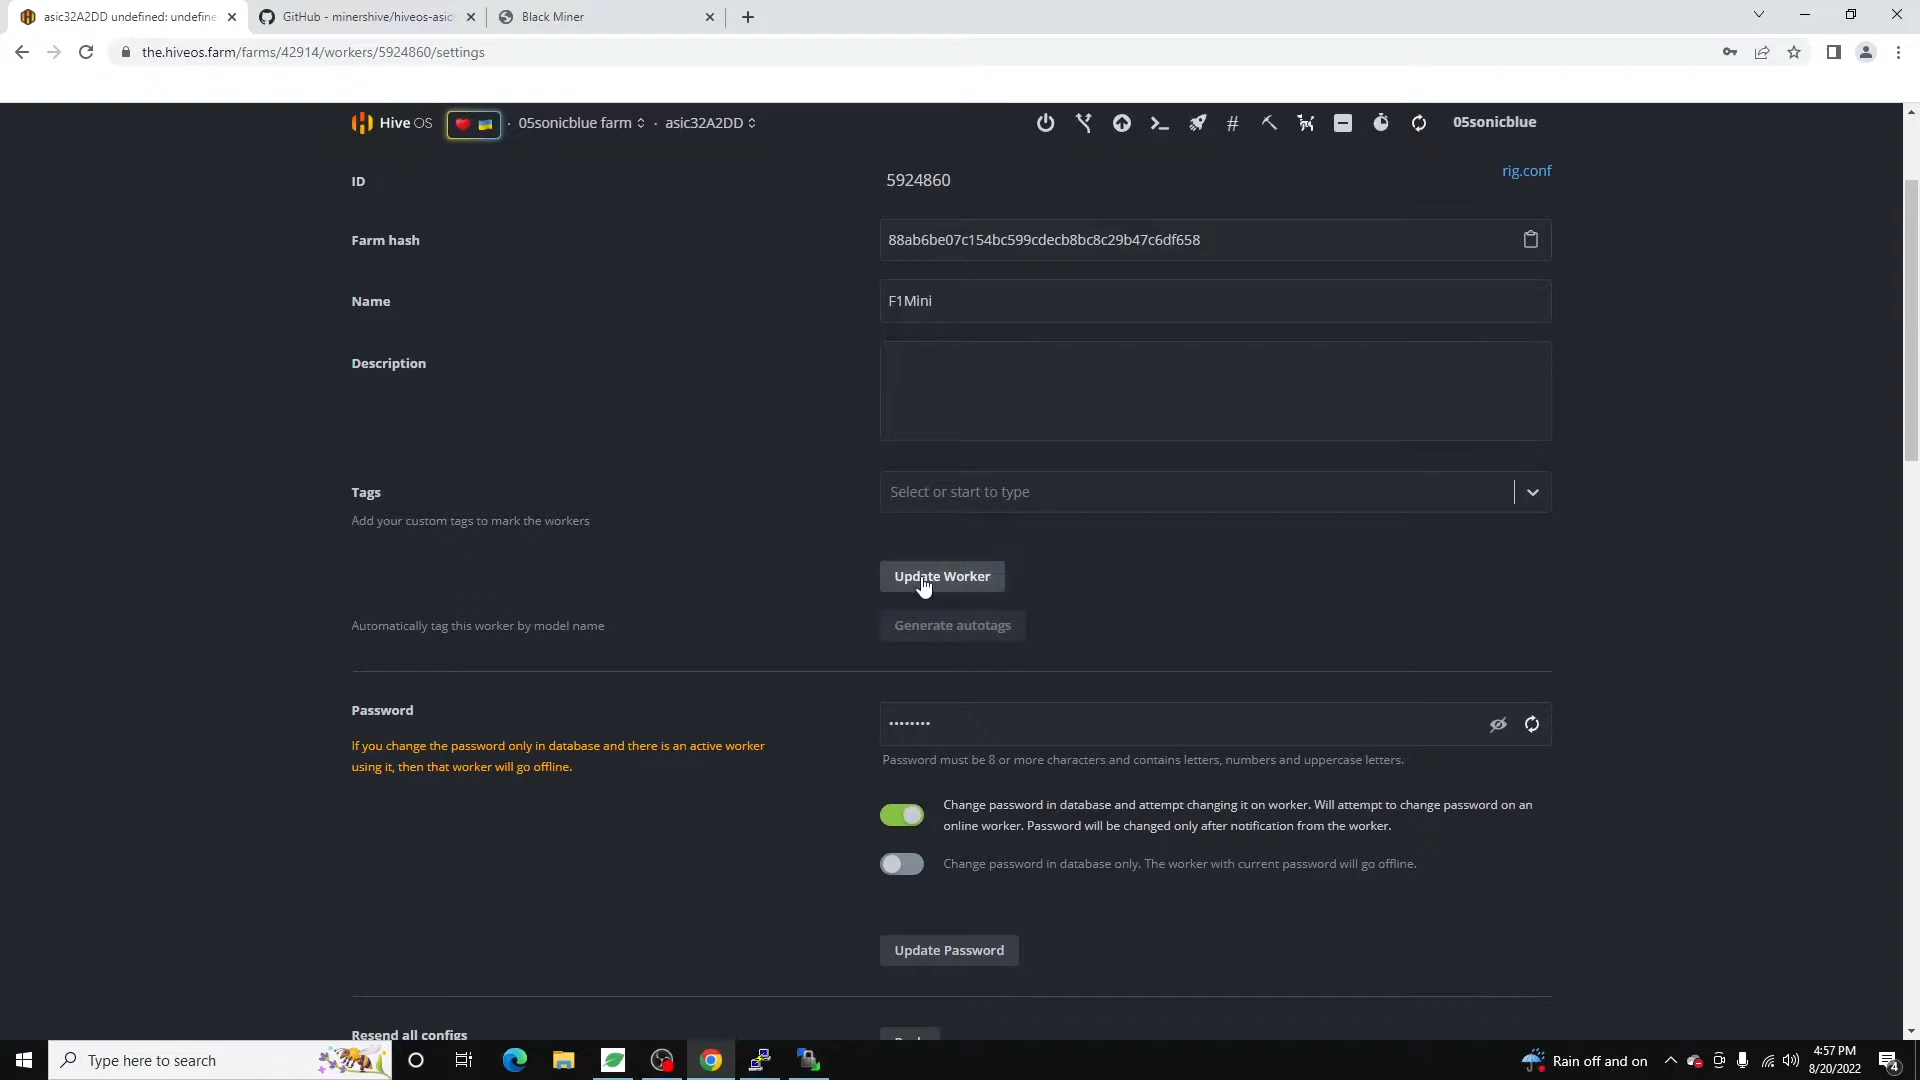 asic32A2DD undefined: undefine
GitHub - minershive/hiveos-asic
Black Miner
the.hiveos.farm/farms/42914/workers/5924860/settings
Hive OS
05sonicblue farm
asic32A2DD
05sonicblue
ID
5924860
rig.conf
Farm hash
88ab6be07c154bc599cdecb8bc8c29b47c6df658
Name
F1Mini
Description
Tags
Select or start to type
Add your custom tags to mark the workers
Update Worker
Automatically tag this worker by model name
Generate autotags
Password
••••••••
If you change the password only in database and there is an active worker
using it, then that worker will go offline.
Password must be 8 or more characters and contains letters, numbers and uppercase letters.
Change password in database and attempt changing it on worker. Will attempt to change password on an
online worker. Password will be changed only after notification from the worker.
Change password in database only. The worker with current password will go offline.
Update Password
Resend all configs
Type here to search
Rain off and on
4:57 PM
8/20/2022
4